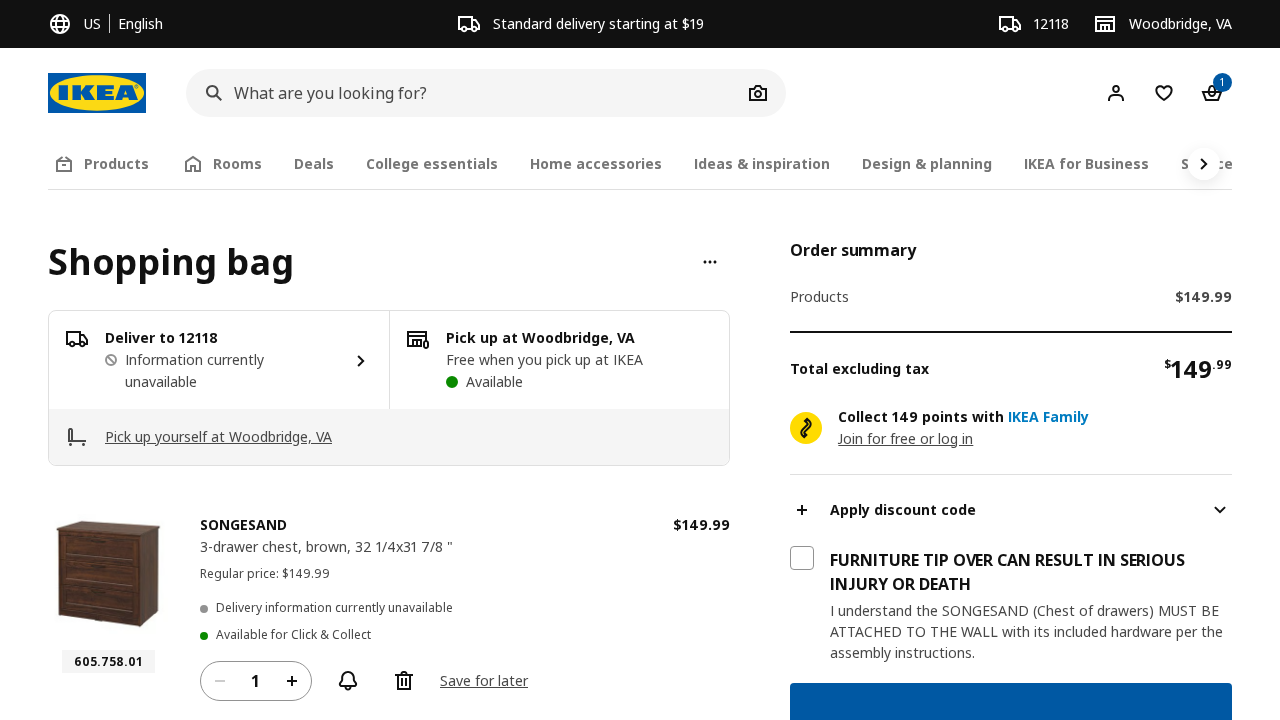 US
English
Standard delivery starting at $19
12118
Woodbridge, VA
IKEA
What are you looking for?
1
Products
Rooms
Deals
College essentials
Home accessories
Ideas & inspiration
Design & planning
IKEA for Business
Shopping bag
Deliver to 12118
Information currently
unavailable
Pick up at Woodbridge, VA
Free when you pick up at IKEA
Available
Pick up yourself at Woodbridge, VA
SONGESAND
$149.99
3-drawer chest, brown, 32 1/4x31 7/8 "
Regular price: $149.99
Delivery information currently unavailable
Available for Click & Collect
605.758.01
1
Save for later
Order summary
Products
$149.99
Total excluding tax
$149.99
Collect 149 points with IKEA Family
Join for free or log in
Apply discount code
FURNITURE TIP OVER CAN RESULT IN SERIOUS
INJURY OR DEATH
I understand the SONGESAND (Chest of drawers) MUST BE
ATTACHED TO THE WALL with its included hardware per the
assembly instructions.